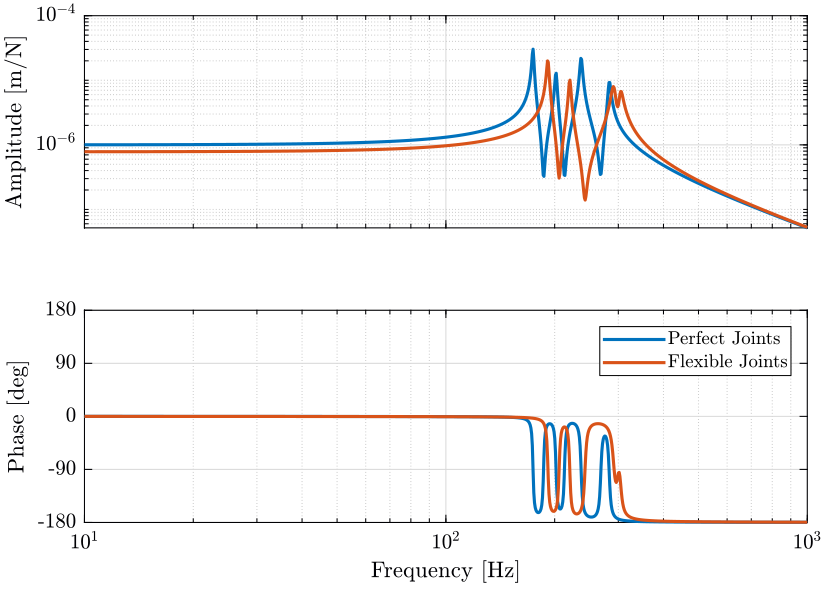 10^-4
10^-6
Amplitude [m/N]
180
90
0
-90
-180
Phase [deg]
Perfect Joints
Flexible Joints
10^1 10^2 10^3
Frequency [Hz]